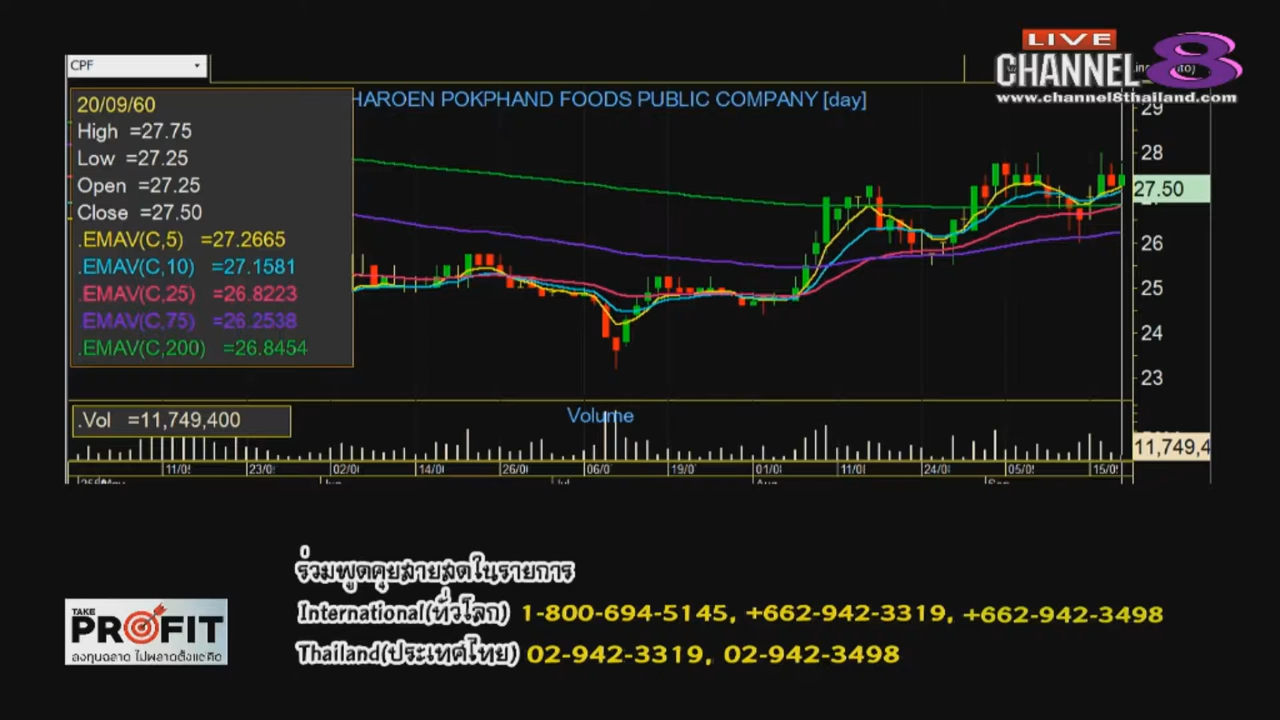 LIVE
CHANNEL 8
www.channel8thailand.com
CPF
20/09/60
High =27.75
Low =27.25
Open =27.25
Close =27.50
.EMAV(C,5) =27.2665
.EMAV(C,10) =27.1581
.EMAV(C,25) =26.8223
.EMAV(C,75) =26.2538
.EMAV(C,200) =26.8454
HAROEN POKPHAND FOODS PUBLIC COMPANY [day]
29
28
27.50
26
25
24
23
.Vol =11,749,400
Volume
11,749,4
11/05 23/0 02/0 14/0 26/0 06/0 19/0 01/0 11/0 24/0 05/0 15/0
ร่วมพูดคุยสายสดในรายการ
International(ทั่วโลก) 1-800-694-5145, +662-942-3319, +662-942-3498
Thailand(ประเทศไทย) 02-942-3319, 02-942-3498
TAKE
PROFIT
ลงทุนฉลาด ไม่พลาดตั้งแต่คิด